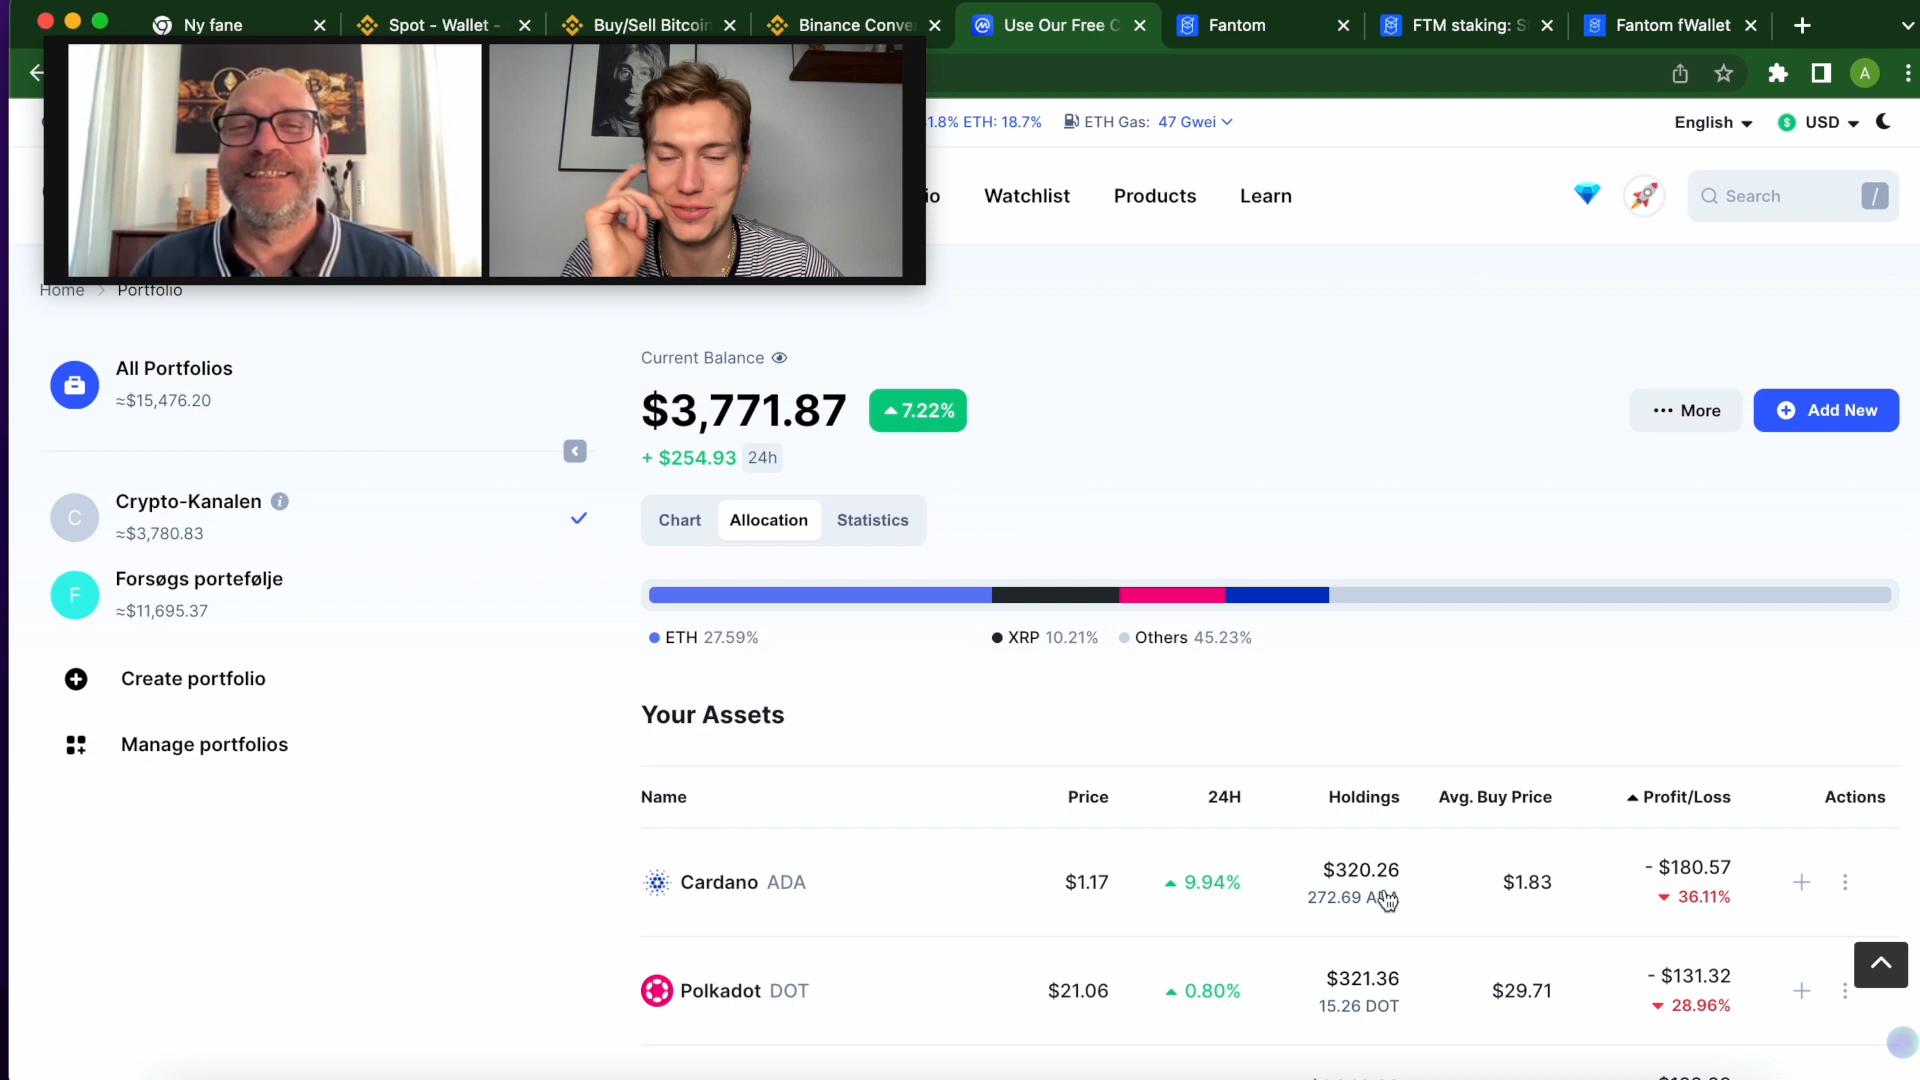 Ny fane
Spot - Wallet -
Buy/Sell Bitcoin
Binance Conver
Use Our Free C
Fantom
FTM staking: S
Fantom fWallet
A
1.8% ETH: 18.7%
ETH Gas: 47 Gwei
English
$ USD
io
Watchlist
Products
Learn
Search /
Home > Portfolio
All Portfolios
≈$15,476.20
C
Crypto-Kanalen i
≈$3,780.83
F
Forsøgs portefølje
≈$11,695.37
Create portfolio
Manage portfolios
Current Balance
$3,771.87 7.22%
+ $254.93 24h
More
Add New
Chart Allocation Statistics
ETH 27.59% XRP 10.21% Others 45.23%
Your Assets
Name Price 24H Holdings Avg. Buy Price Profit/Loss Actions
Cardano ADA $1.17 9.94% $320.26 $1.83 - $180.57
272.69 36.11%
Polkadot DOT $21.06 0.80% $321.36 $29.71 - $131.32
15.26 DOT 28.96%